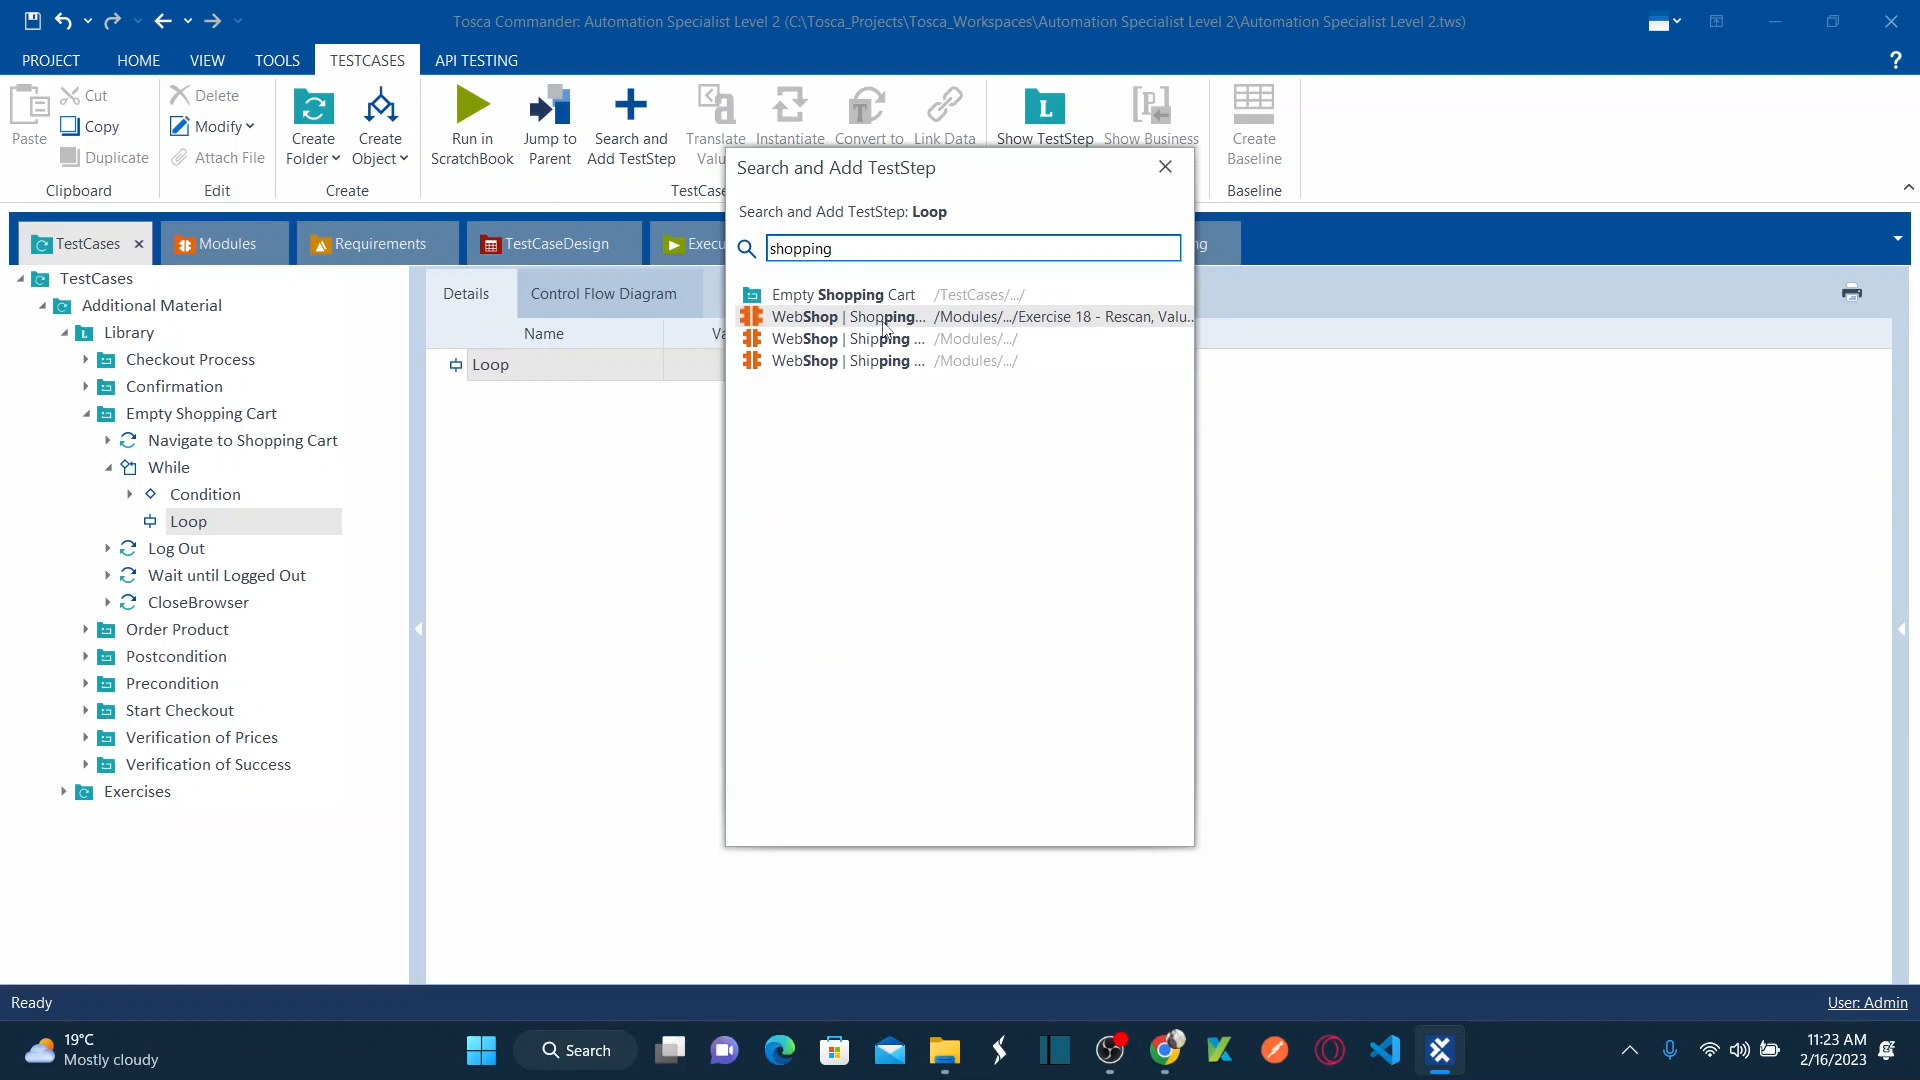 Tosca Commander: Automation Specialist Level 2 (C:\Tosca_Projects\Tosca_Workspaces\Automation Specialist Level 2\Automation Specialist Level 2.tws)
PROJECT HOME VIEW TOOLS TESTCASES API TESTING ?
Paste
Cut
Copy
Duplicate
Clipboard
Delete
Modify
Attach File
Edit
Create Folder
Create Object
Create
Run in ScratchBook
Jump to Parent
Search and Add TestStep
Translate Valu
Instantiate
Convert to
Link Data
TestCase
Show TestStep
Show Business
Create Baseline
Baseline
TestCases Modules Requirements TestCaseDesign Execu ng
TestCases
Additional Material
Library
Checkout Process
Confirmation
Empty Shopping Cart
Navigate to Shopping Cart
While
Condition
Loop
Log Out
Wait until Logged Out
CloseBrowser
Order Product
Postcondition
Precondition
Start Checkout
Verification of Prices
Verification of Success
Exercises
Details Control Flow Diagram
Name Va
Loop
Search and Add TestStep
Search and Add TestStep: Loop
shopping
Empty Shopping Cart /TestCases/.../
WebShop | Shopping... /Modules/.../Exercise 18 - Rescan, Valu...
WebShop | Shipping ... /Modules/.../
WebShop | Shipping ... /Modules/.../
Ready User: Admin
19°C
Mostly cloudy
Search
11:23 AM
2/16/2023